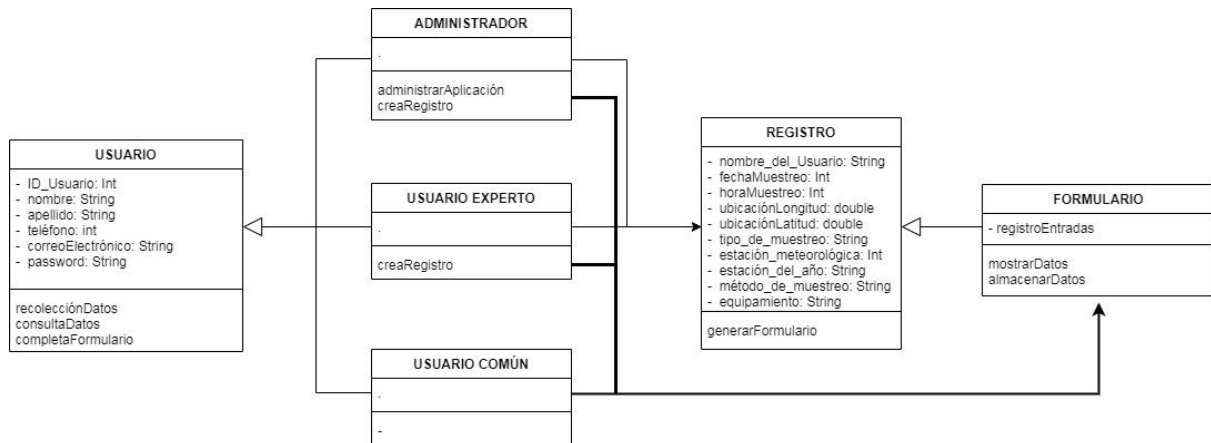 ADMINISTRADOR
.
administrarAplicación
creaRegistro
USUARIO
- ID_Usuario: Int
- nombre: String
- apellido: String
- teléfono: int
- correoElectrónico: String
- password: String
recolecciónDatos
consultaDatos
completaFormulario
USUARIO EXPERTO
.
creaRegistro
USUARIO COMÚN
.
-
REGISTRO
- nombre_del_Usuario: String
- fechaMuestreo: Int
- horaMuestreo: Int
- ubicaciónLongitud: double
- ubicaciónLatitud: double
- tipo_de_muestreo: String
- estación_meteorológica: Int
- estación_del_año: String
- método_de_muestreo: String
- equipamiento: String
generarFormulario
FORMULARIO
- registroEntradas
mostrarDatos
almacenarDatos